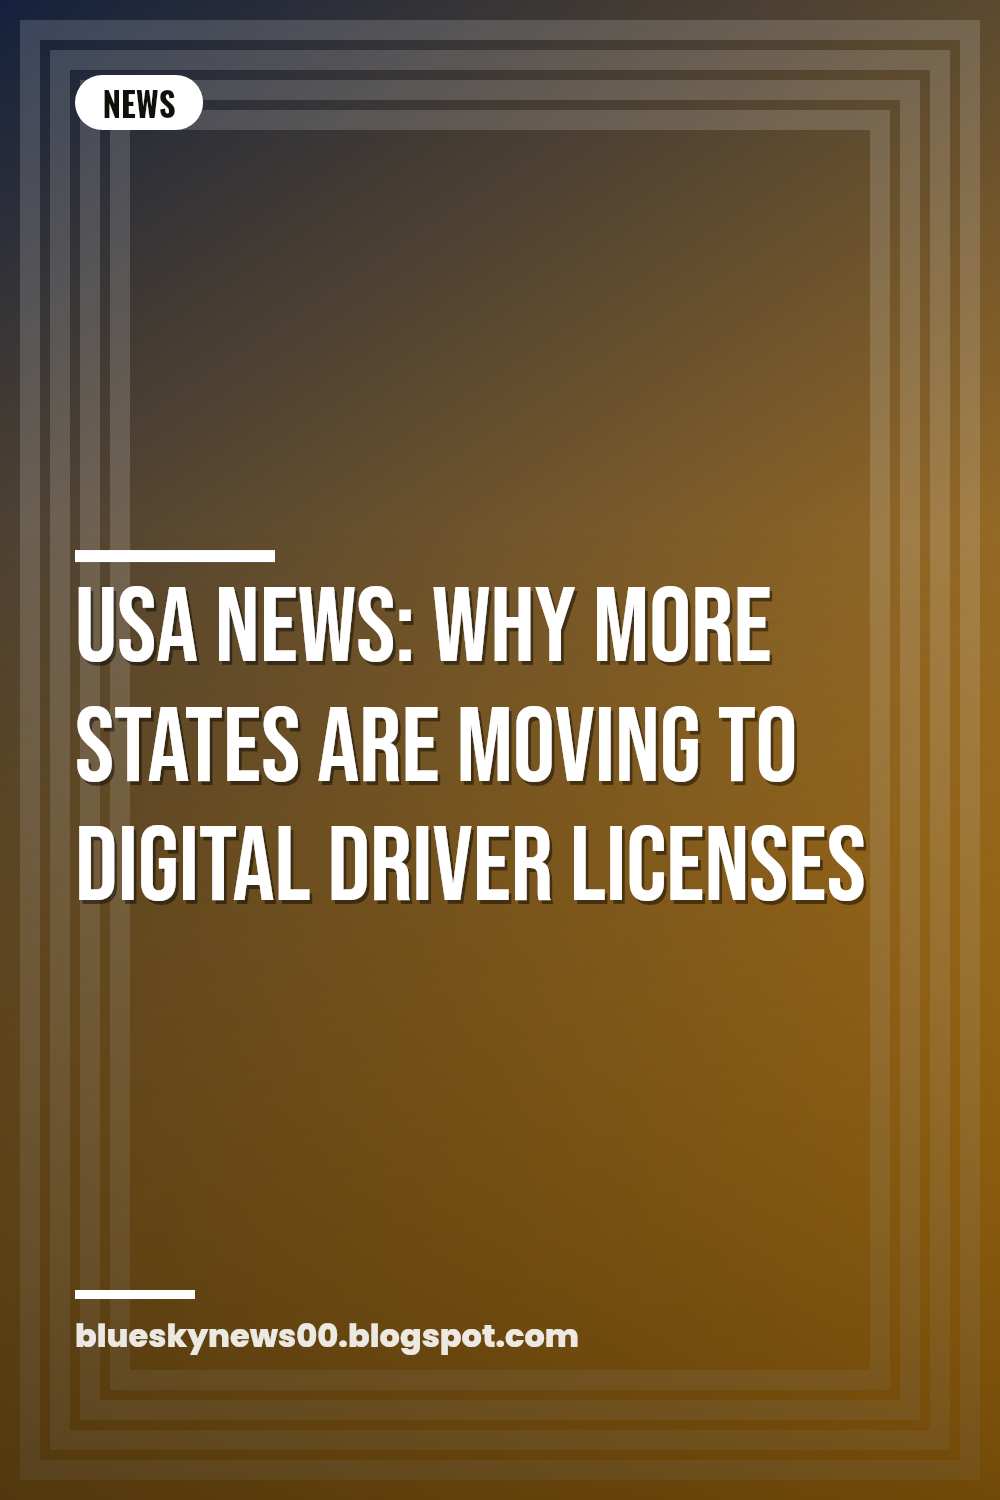 NEWS
USA NEWS: WHY MORE
STATES ARE MOVING TO
DIGITAL DRIVER LICENSES
blueskynews00.blogspot.com